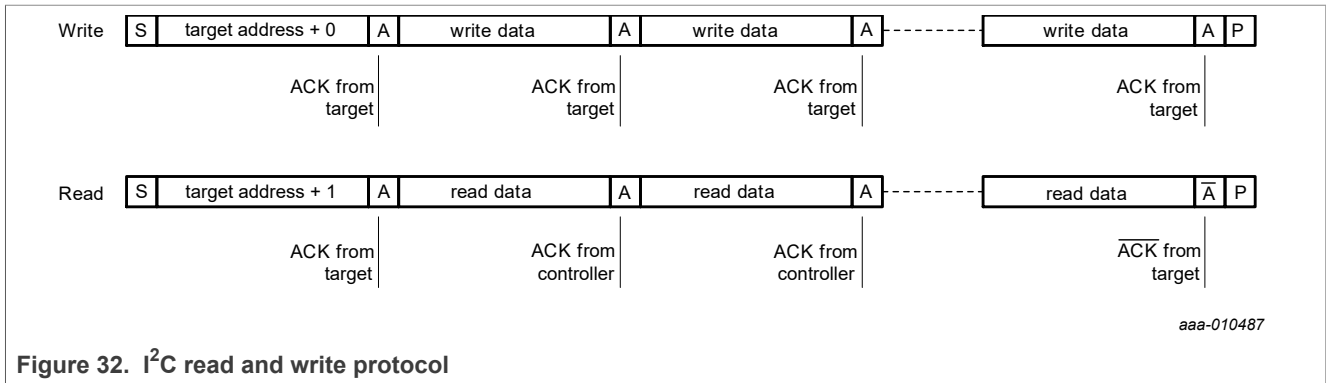 Write S target address + 0 A write data A write data A write data A P
ACK from target ACK from target ACK from target ACK from target
Read S target address + 1 A read data A read data A read data A̅ P
ACK from target ACK from controller ACK from controller A̅C̅K̅ from target
aaa-010487
Figure 32. I²C read and write protocol